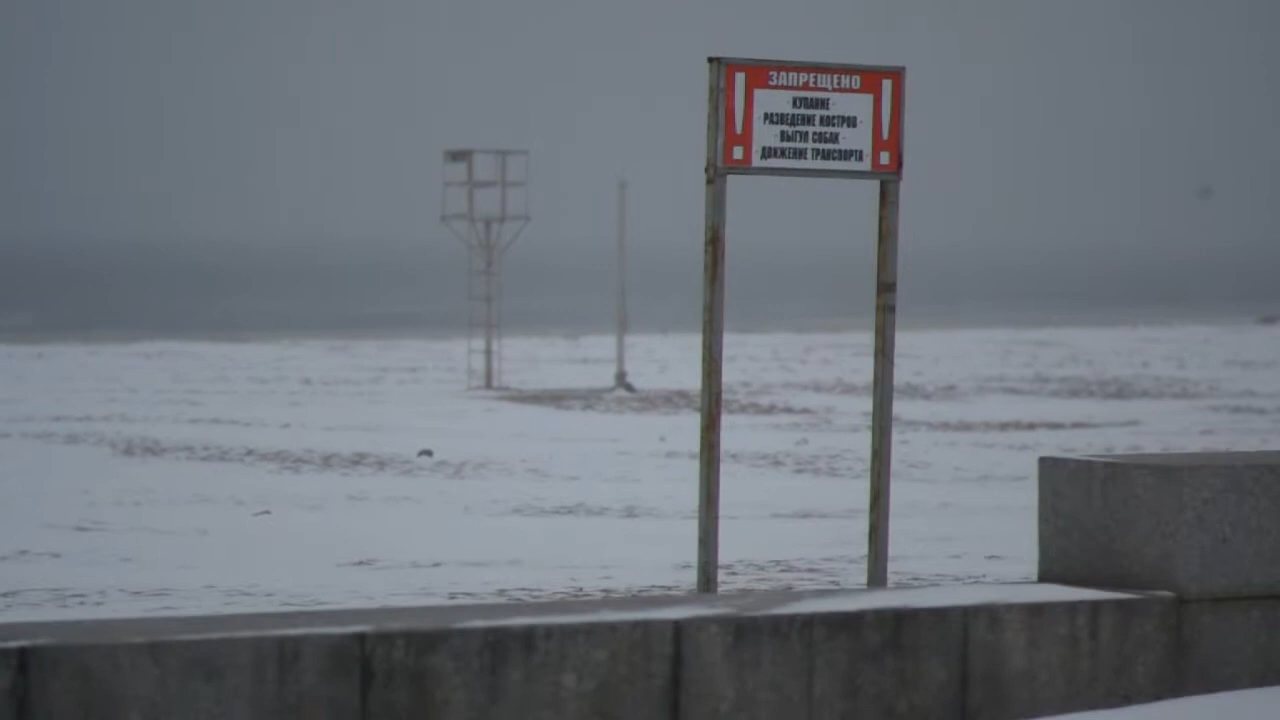 ЗАПРЕЩЕНО
· КУПАНИЕ ·
· РАЗВЕДЕНИЕ КОСТРОВ ·
· ВЫГУЛ СОБАК ·
· ДВИЖЕНИЕ ТРАНСПОРТА ·